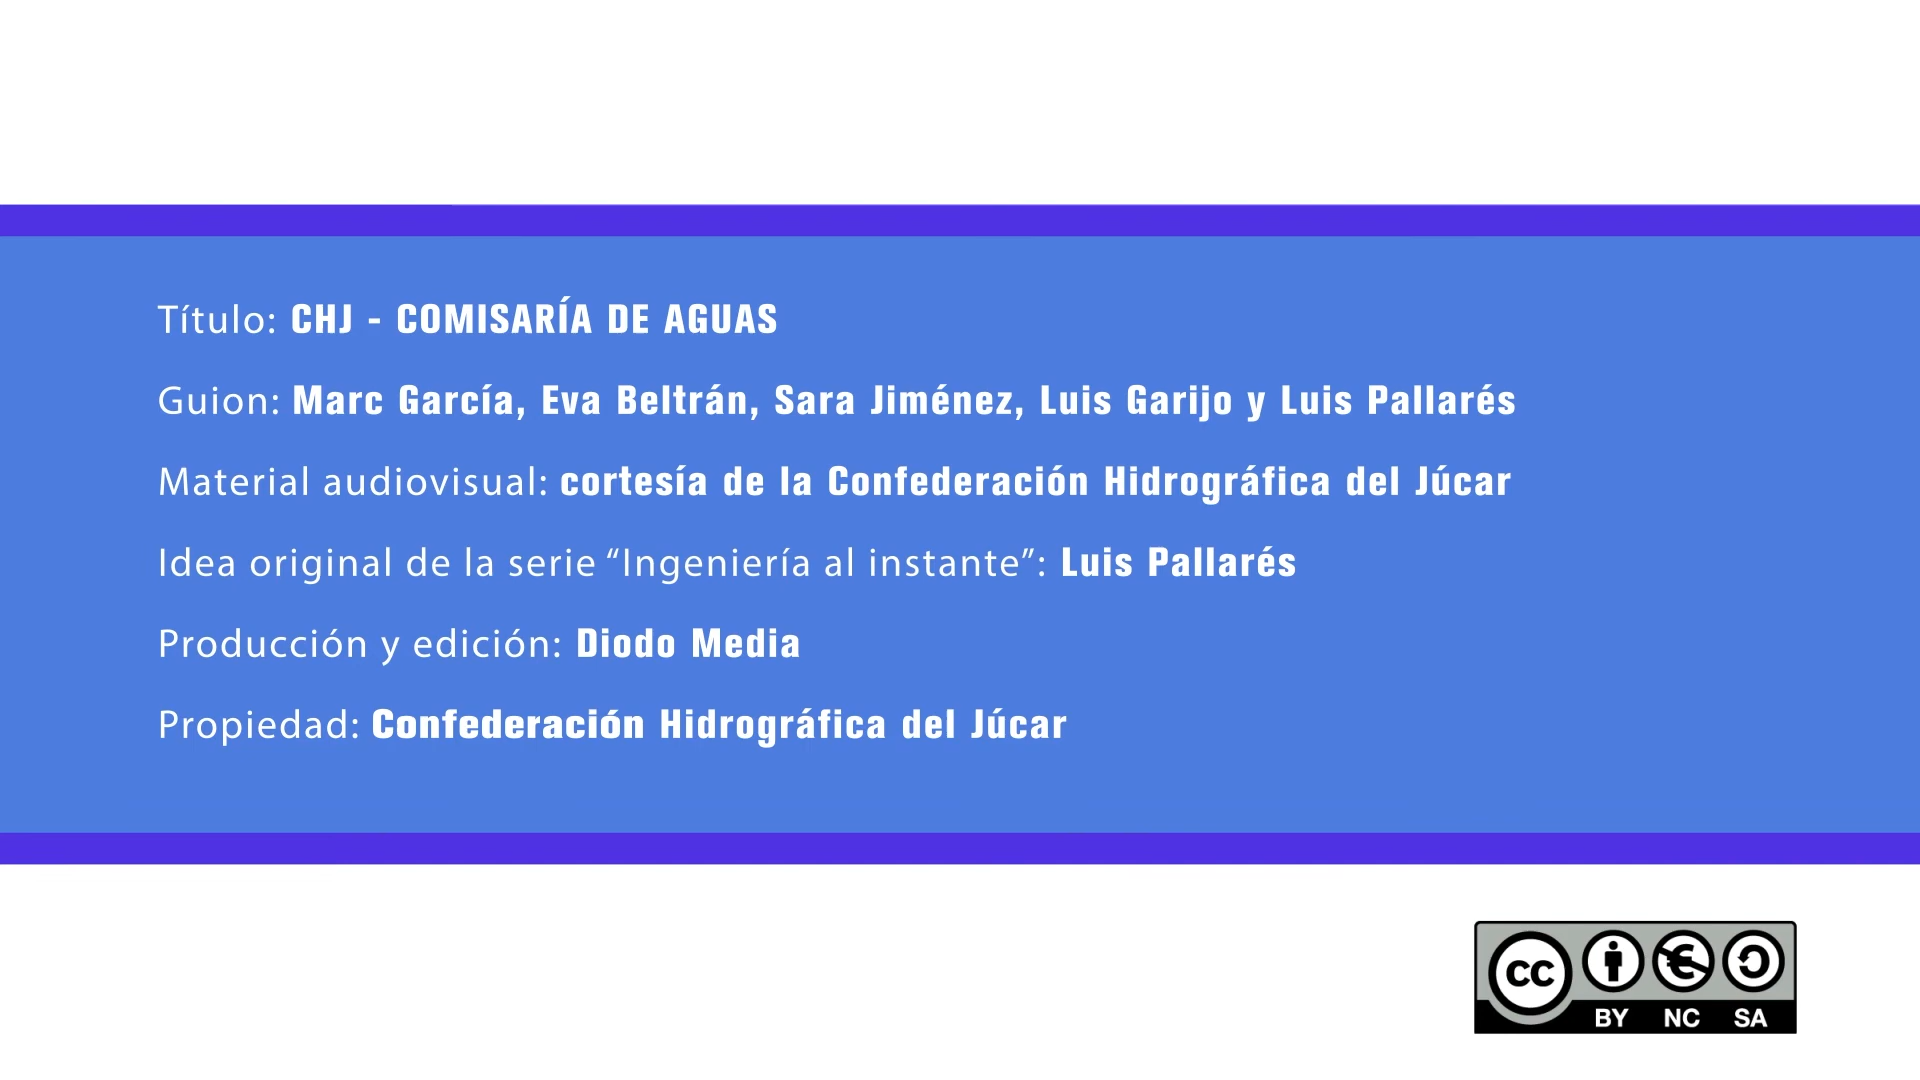 Título: CHJ - COMISARÍA DE AGUAS
Guion: Marc García, Eva Beltrán, Sara Jiménez, Luis Garijo y Luis Pallarés
Material audiovisual: cortesía de la Confederación Hidrográfica del Júcar
Idea original de la serie “Ingeniería al instante”: Luis Pallarés
Producción y edición: Diodo Media
Propiedad: Confederación Hidrográfica del Júcar
CC
BY NC SA